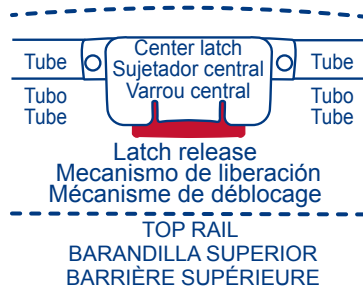 Center latch
Sujetador central
Varrou central
Tube
Tubo
Tube
Tube
Tubo
Tube
Latch release
Mecanismo de liberación
Mécanisme de déblocage
TOP RAIL
BARANDILLA SUPERIOR
BARRIÈRE SUPÉRIEURE